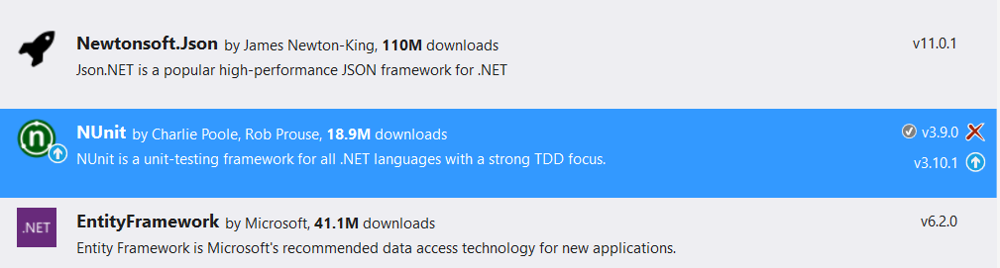 Newtonsoft.Json by James Newton-King, 110M downloads v11.0.1
Json.NET is a popular high-performance JSON framework for .NET
n NUnit by Charlie Poole, Rob Prouse, 18.9M downloads v3.9.0
NUnit is a unit-testing framework for all .NET languages with a strong TDD focus. v3.10.1
.NET EntityFramework by Microsoft, 41.1M downloads v6.2.0
Entity Framework is Microsoft's recommended data access technology for new applications.